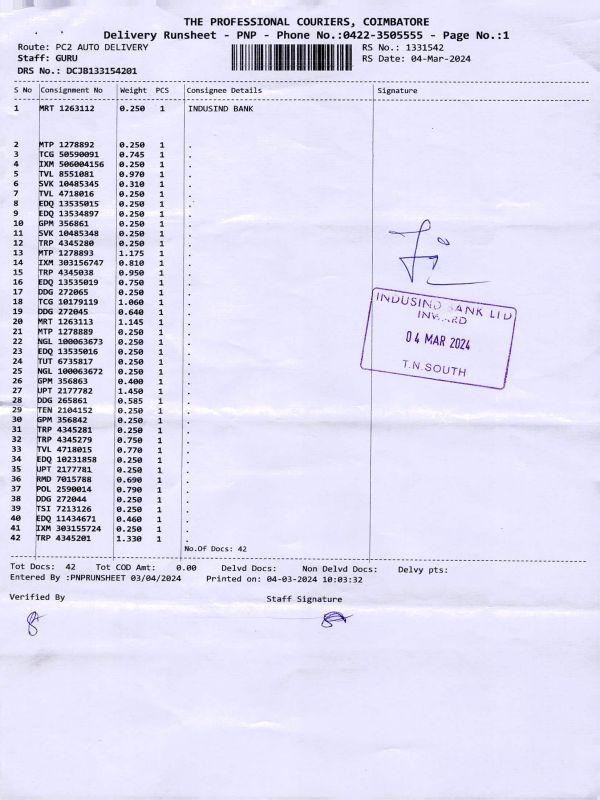 THE PROFESSIONAL COURIERS, COIMBATORE
Delivery Runsheet - PNP - Phone No.:0422-3505555 - Page No.:1
Route: PC2 AUTO DELIVERY RS No.: 1331542
Staff: GURU RS Date: 04-Mar-2024
DRS No.: DCJB133154201
S No Consignment No Weight PCS Consignee Details Signature
1 MRT 1263112 0.250 1 INDUSIND BANK
2 MTP 1278892 0.250 1 .
3 TCG 50590091 0.745 1 .
4 IXM 506004156 0.250 1 .
5 TVL 8551081 0.970 1 .
6 SVK 10485345 0.310 1 .
7 TVL 4718016 0.250 1 .
8 EDQ 13535015 0.250 1 .
9 EDQ 13534897 0.250 1 .
10 GPM 356861 0.250 1 .
11 SVK 10485348 0.250 1 .
12 TRP 4345280 0.250 1 .
13 MTP 1278893 1.175 1 .
14 IXM 303156747 0.810 1 .
15 TRP 4345038 0.950 1 .
16 EDQ 13535019 0.750 1 .
17 DDG 272065 0.250 1 .
18 TCG 10179119 1.060 1 .
19 DDG 272045 0.640 1 .
20 MRT 1263113 1.145 1 .
21 MTP 1278889 0.250 1 .
22 NGL 100063673 0.250 1 .
23 EDQ 13535016 0.250 1 .
24 TUT 6735817 0.250 1 .
25 NGL 100063672 0.250 1 .
26 GPM 356863 0.400 1 .
27 UPT 2177782 1.450 1 .
28 DDG 265861 0.585 1 .
29 TEN 2104152 0.250 1 .
30 GPM 356842 0.250 1 .
31 TRP 4345281 0.250 1 .
32 TRP 4345279 0.750 1 .
33 TVL 4718015 0.770 1 .
34 EDQ 10231858 0.250 1 .
35 UPT 2177781 0.250 1 .
36 RMD 7015788 0.690 1 .
37 POL 2590014 0.790 1 .
38 DDG 272044 0.250 1 .
39 TSI 7213126 0.250 1 .
40 EDQ 11434671 0.460 1 .
41 IXM 303155724 0.250 1 .
42 TRP 4345201 1.330 1 .
INDUSIND BANK LTD
INWARD
04 MAR 2024
T.N.SOUTH
No.Of Docs: 42
Tot Docs: 42 Tot COD Amt: 0.00 Delvd Docs: Non Delvd Docs: Delvy pts:
Entered By :PNPRUNSHEET 03/04/2024 Printed on: 04-03-2024 10:03:32
Verified By Staff Signature